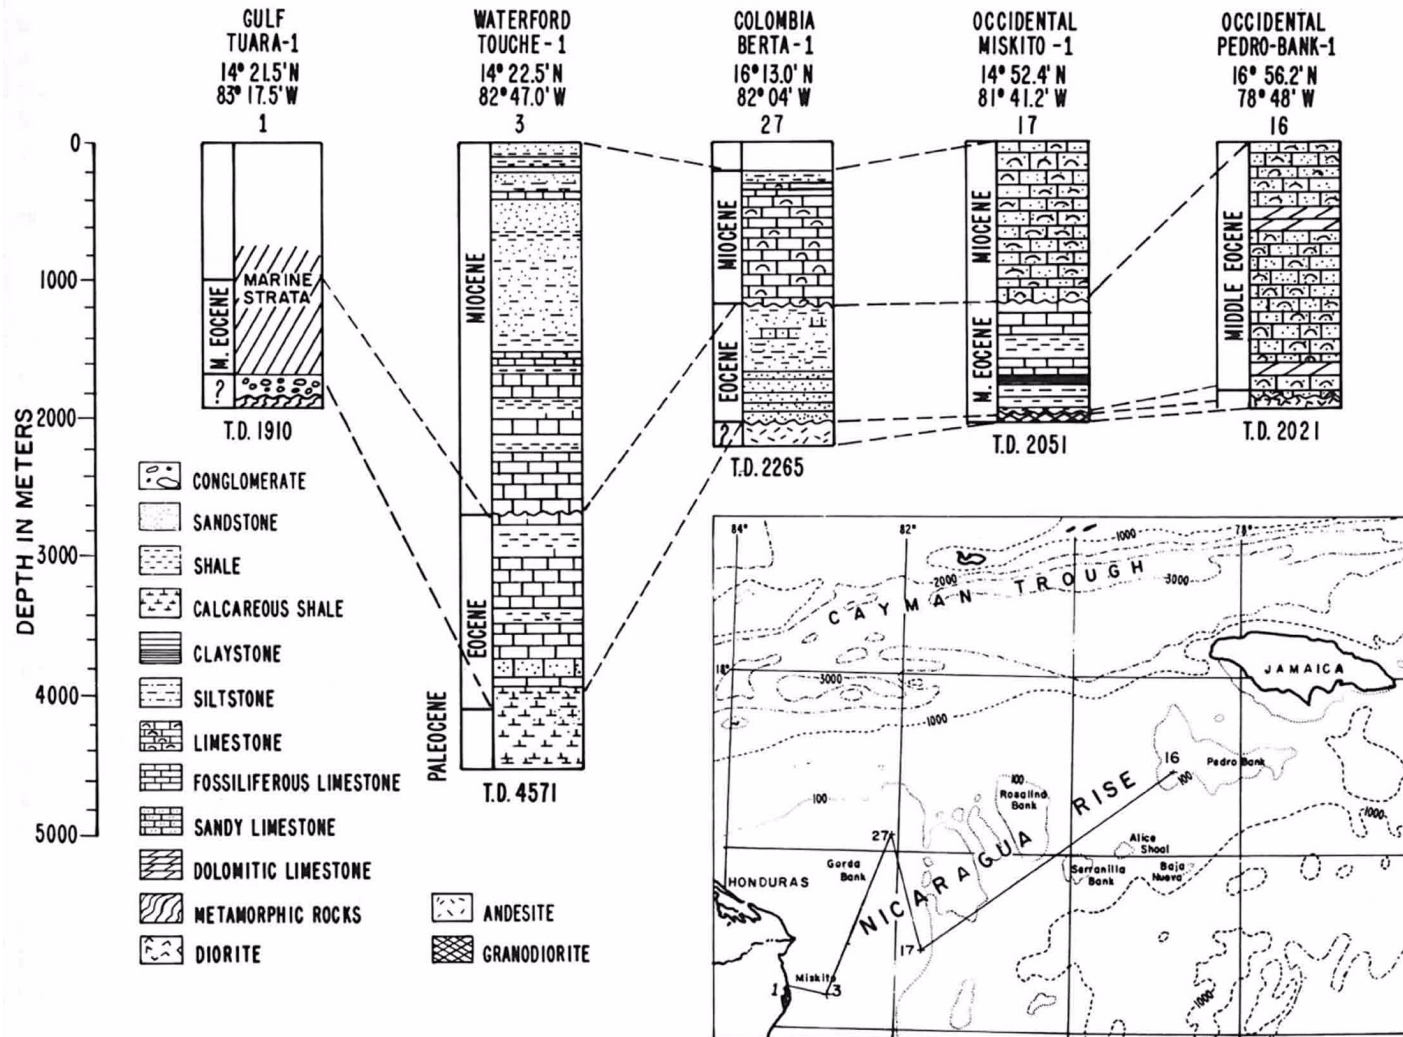 GULF
TUARA-1
14° 21.5' N
83° 17.5' W
1
WATERFORD
TOUCHE-1
14° 22.5' N
82° 47.0' W
3
COLOMBIA
BERTA-1
16° 13.0' N
82° 04' W
27
OCCIDENTAL
MISKITO -1
14° 52.4' N
81° 41.2' W
17
OCCIDENTAL
PEDRO-BANK-1
16° 56.2' N
78° 48' W
16
DEPTH IN METERS
0
1000
2000
3000
4000
5000
M. EOCENE
?
MARINE
STRATA
T.D. 1910
MIOCENE
EOCENE
PALEOCENE
T.D. 4571
MIOCENE
EOCENE
?
T.D. 2265
MIOCENE
M. EOCENE
T.D. 2051
MIDDLE EOCENE
T.D. 2021
CONGLOMERATE
SANDSTONE
SHALE
CALCAREOUS SHALE
CLAYSTONE
SILTSTONE
LIMESTONE
FOSSILIFEROUS LIMESTONE
SANDY LIMESTONE
DOLOMITIC LIMESTONE
METAMORPHIC ROCKS
DIORITE
ANDESITE
GRANODIORITE
84°
82°
78°
1000
2000
3000
CAYMAN TROUGH
18°
3000
1000
JAMAICA
100
100
Rosalind
Bank
16
100
Pedro Bank
1000
NICARAGUA RISE
27
Gorda
Bank
Alice
Shoal
Serranilla
Bank
Baja
Nueva
HONDURAS
17
Miskito
1
3
1000